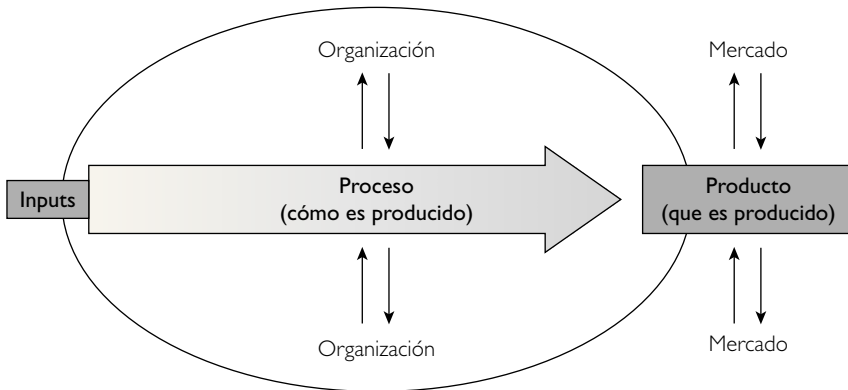 Organización
Mercado
Inputs
Proceso
(cómo es producido)
Producto
(que es producido)
Organización
Mercado